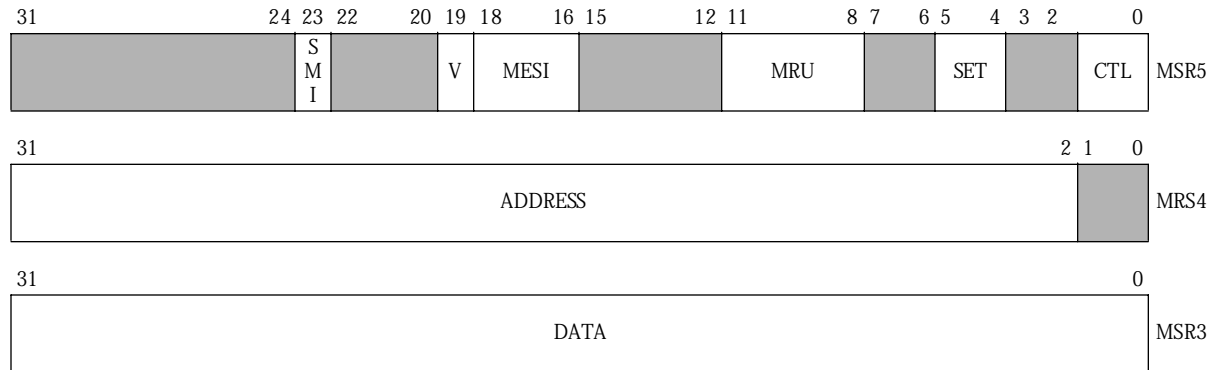 31 24 23 22 20 19 18 16 15 12 11 8 7 6 5 4 3 2 0
S
M
I
V MESI MRU SET CTL MSR5
31 2 1 0
ADDRESS MRS4
31 0
DATA MSR3